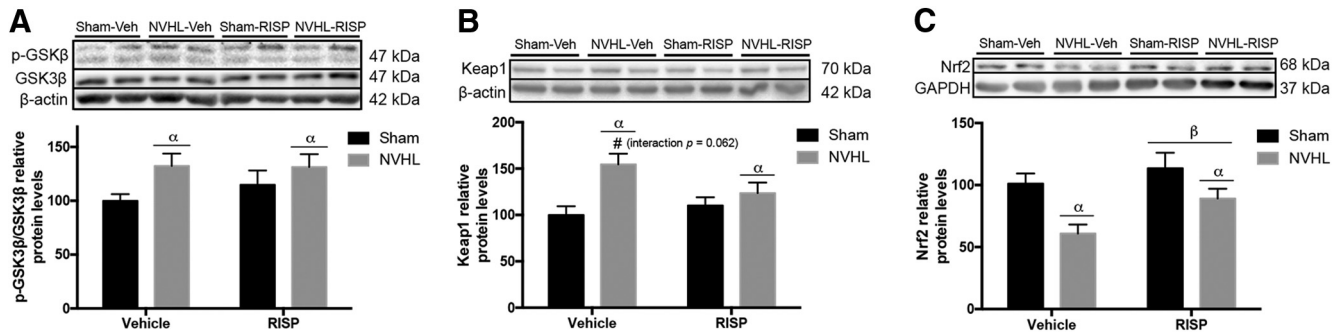 A
Sham-Veh NVHL-Veh Sham-RISP NVHL-RISP
p-GSKβ 47 kDa
GSK3β 47 kDa
β-actin 42 kDa
p-GSK3β/GSK3β relative
protein levels
150
100
50
0
α
α
Sham
NVHL
Vehicle RISP
B
Sham-Veh NVHL-Veh Sham-RISP NVHL-RISP
Keap1 70 kDa
β-actin 42 kDa
Keap1 relative
protein levels
200
150
100
50
0
α
# (interaction p = 0.062)
α
Sham
NVHL
Vehicle RISP
C
Sham-Veh NVHL-Veh Sham-RISP NVHL-RISP
Nrf2 68 kDa
GAPDH 37 kDa
Nrf2 relative
protein levels
150
100
50
0
β
α
α
Sham
NVHL
Vehicle RISP